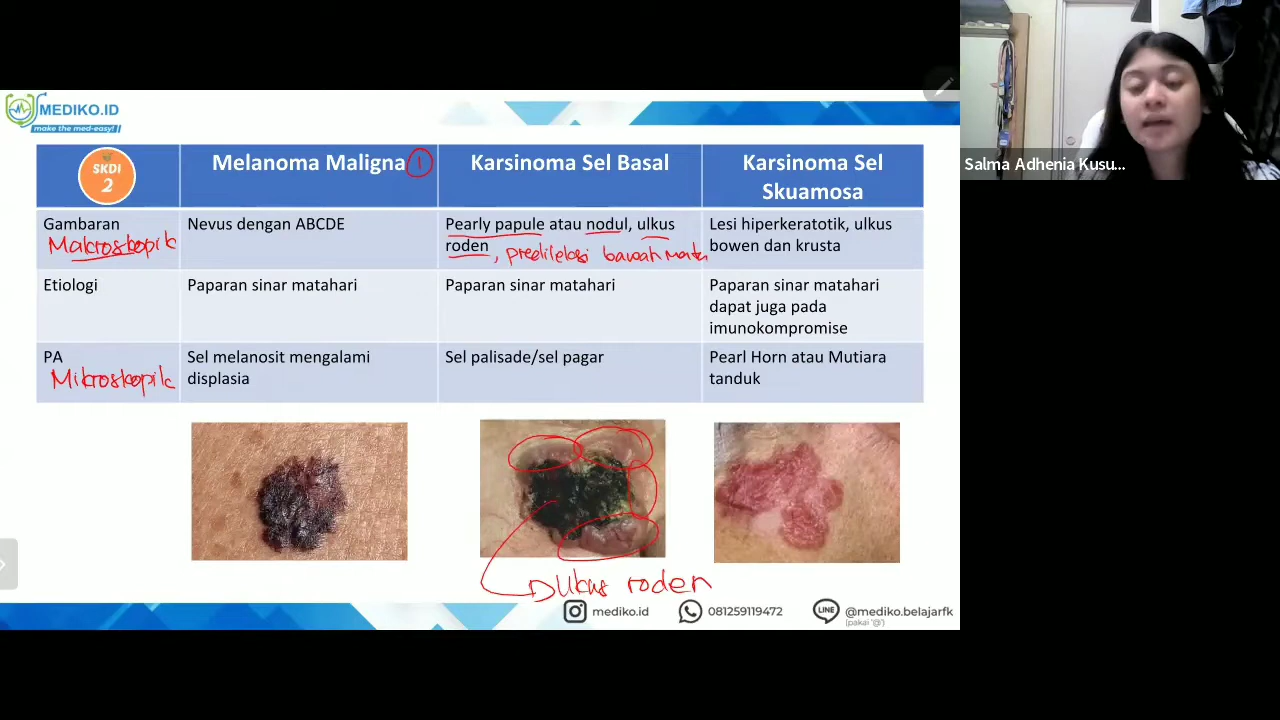 MEDIKO.ID
make the med-easy!
Salma Adhenia Kusu...
SKDI
2
Melanoma Maligna 1
Karsinoma Sel Basal
Karsinoma Sel
Skuamosa
Gambaran
Makroskopik
Nevus dengan ABCDE
Pearly papule atau nodul, ulkus
roden, predileksi bawah mata
Lesi hiperkeratotik, ulkus
bowen dan krusta
Etiologi
Paparan sinar matahari
Paparan sinar matahari
Paparan sinar matahari
dapat juga pada
imunokompromise
PA
Mikroskopik
Sel melanosit mengalami
displasia
Sel palisade/sel pagar
Pearl Horn atau Mutiara
tanduk
Ulkus roden
mediko.id
081259119472
LINE
@mediko.belajarfk
(pakai '@')